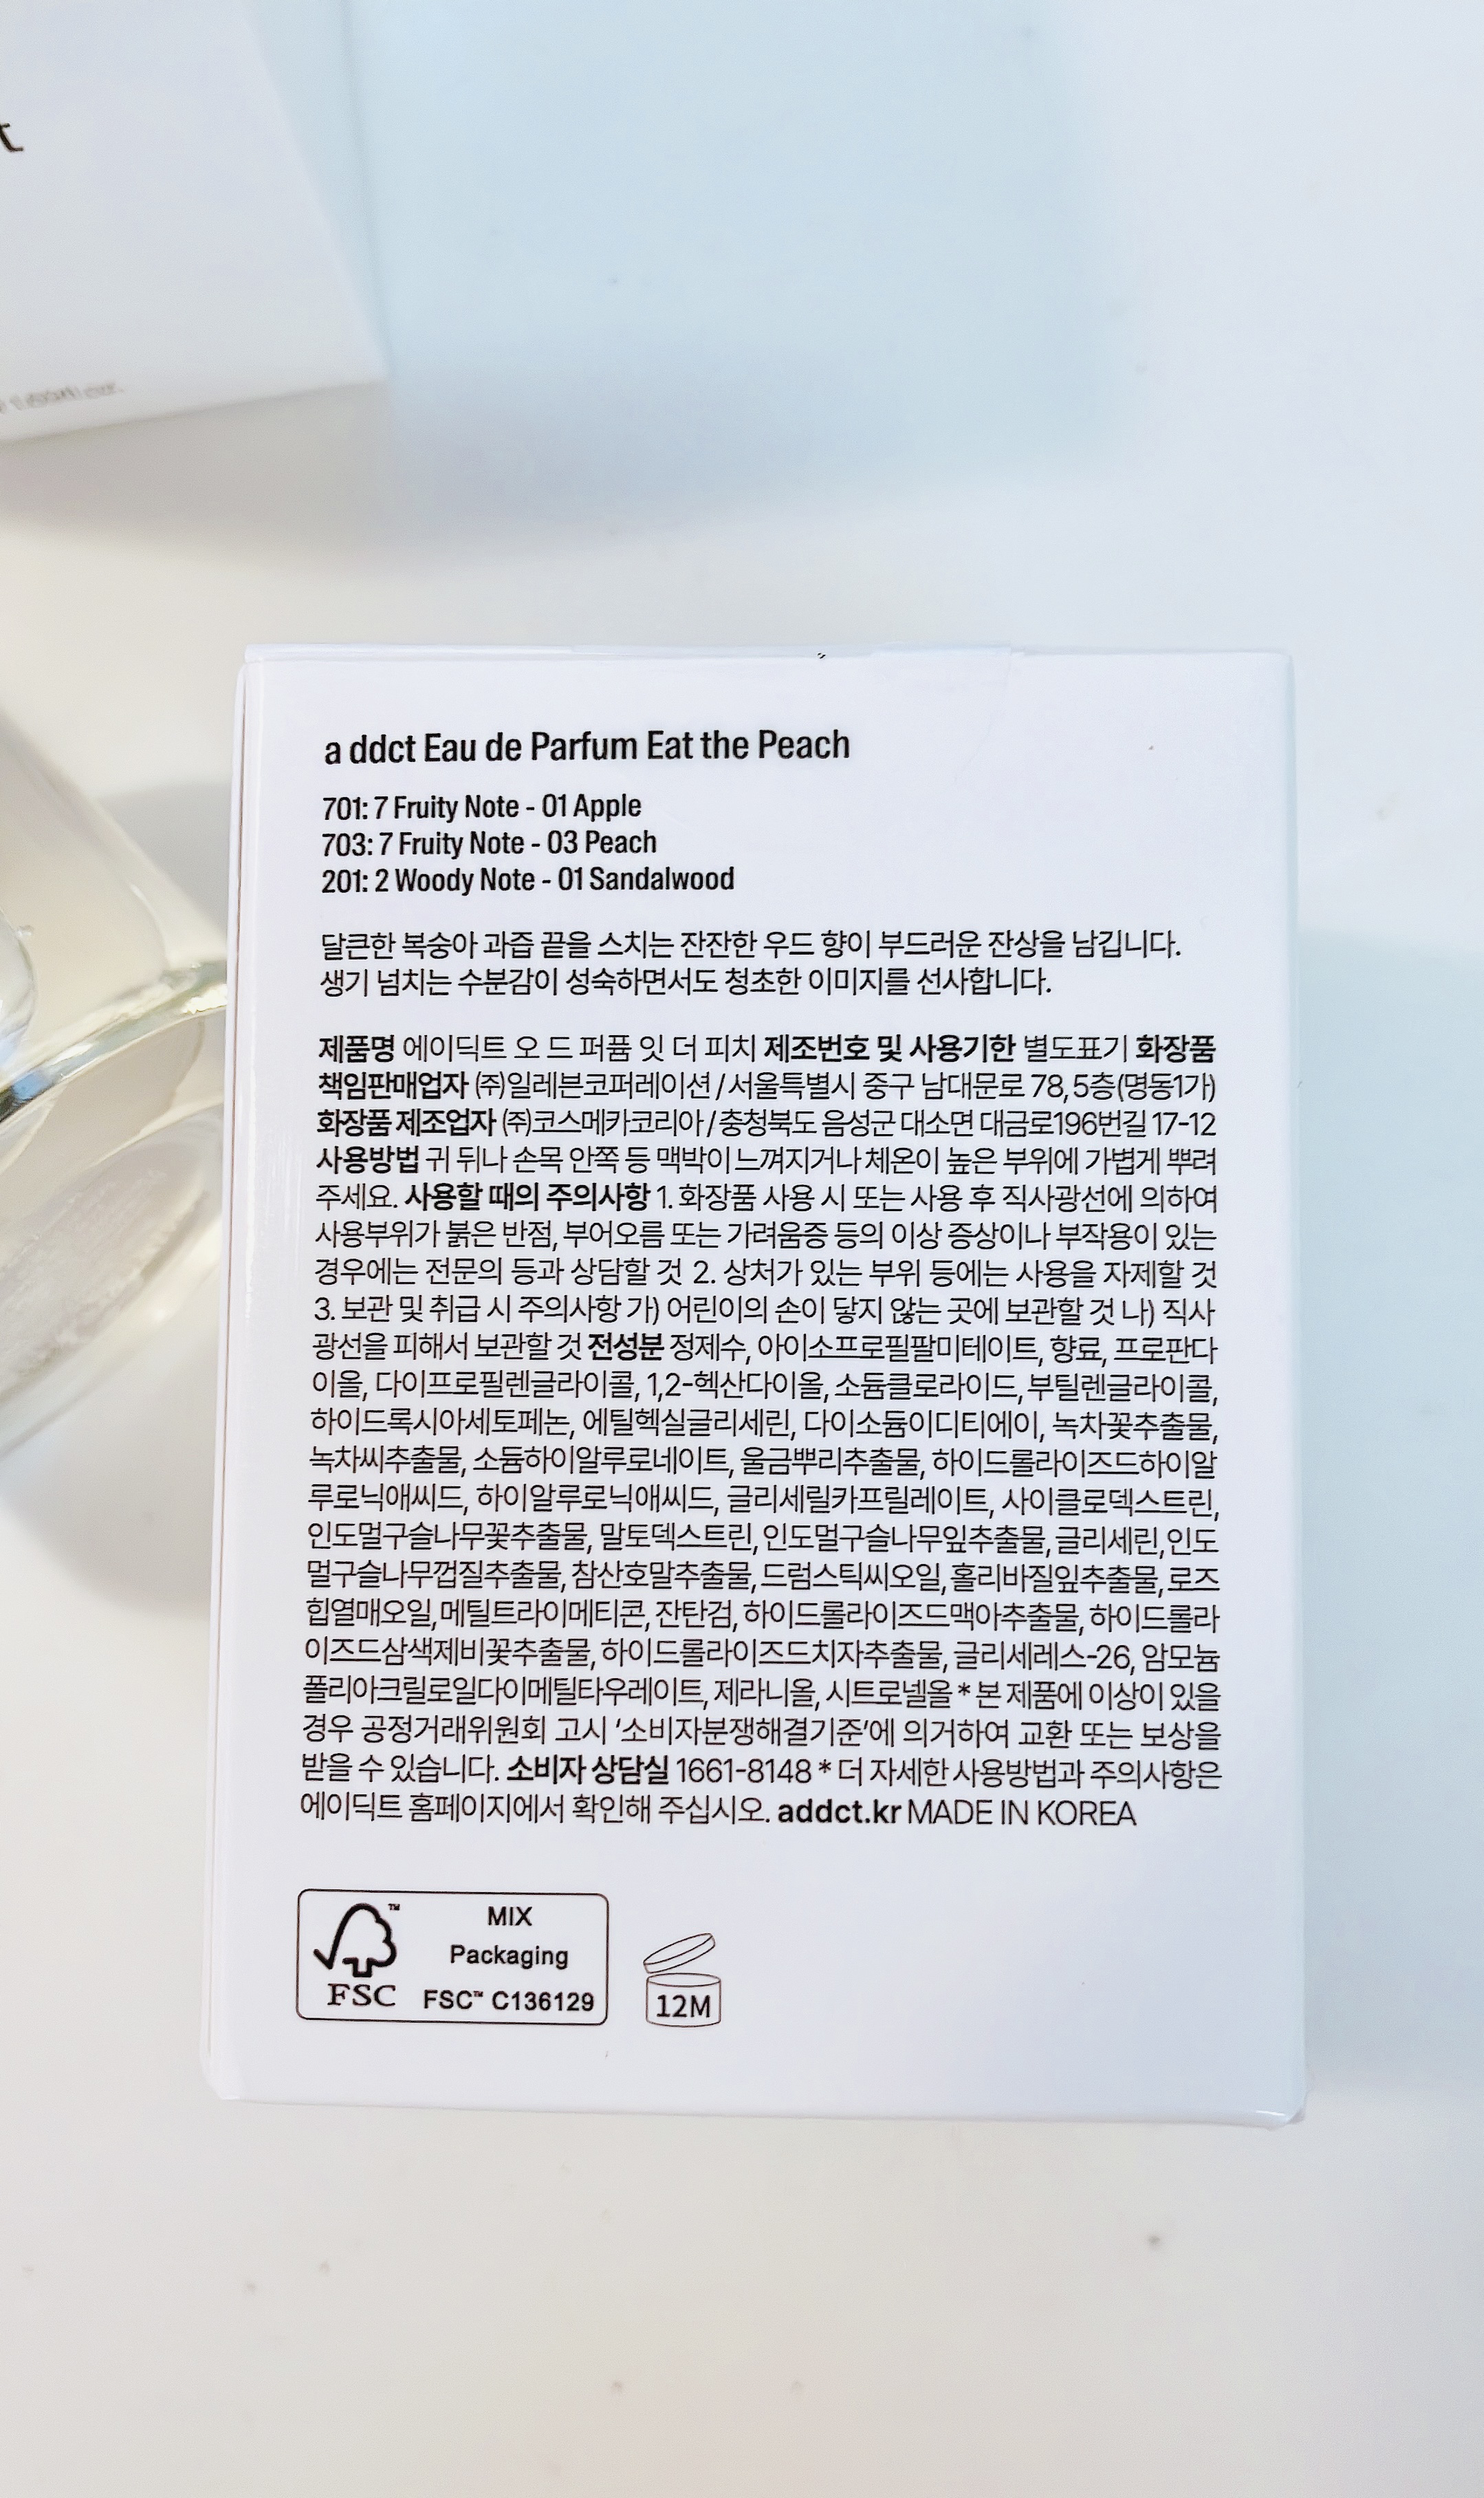 t
a ddct Eau de Parfum Eat the Peach
701: 7 Fruity Note - 01 Apple
703: 7 Fruity Note - 03 Peach
201: 2 Woody Note - 01 Sandalwood
달큰한 복숭아 과즙 끝을 스치는 잔잔한 우드 향이 부드러운 잔상을 남깁니다.
생기 넘치는 수분감이 성숙하면서도 청초한 이미지를 선사합니다.
제품명 에이딕트 오 드 퍼퓸 잇 더 피치 제조번호 및 사용기한 별도표기 화장품
책임판매업자 ㈜일레븐코퍼레이션 / 서울특별시 중구 남대문로 78, 5층(명동1가)
화장품 제조업자 ㈜코스메카코리아 / 충청북도 음성군 대소면 대금로196번길 17-12
사용방법 귀 뒤나 손목 안쪽 등 맥박이 느껴지거나 체온이 높은 부위에 가볍게 뿌려
주세요. 사용할 때의 주의사항 1. 화장품 사용 시 또는 사용 후 직사광선에 의하여
사용부위가 붉은 반점, 부어오름 또는 가려움증 등의 이상 증상이나 부작용이 있는
경우에는 전문의 등과 상담할 것 2. 상처가 있는 부위 등에는 사용을 자제할 것
3. 보관 및 취급 시 주의사항 가) 어린이의 손이 닿지 않는 곳에 보관할 것 나) 직사
광선을 피해서 보관할 것 전성분 정제수, 아이소프로필팔미테이트, 향료, 프로판다
이올, 다이프로필렌글라이콜, 1,2-헥산다이올, 소듐클로라이드, 부틸렌글라이콜,
하이드록시아세토페논, 에틸헥실글리세린, 다이소듐이디티에이, 녹차꽃추출물,
녹차씨추출물, 소듐하이알루로네이트, 울금뿌리추출물, 하이드롤라이즈드하이알
루로닉애씨드, 하이알루로닉애씨드, 글리세릴카프릴레이트, 사이클로덱스트린,
인도멀구슬나무꽃추출물, 말토덱스트린, 인도멀구슬나무잎추출물, 글리세린, 인도
멀구슬나무껍질추출물, 참산호말추출물, 드럼스틱씨오일, 홀리바질잎추출물, 로즈
힙열매오일, 메틸트라이메티콘, 잔탄검, 하이드롤라이즈드맥아추출물, 하이드롤라
이즈드삼색제비꽃추출물, 하이드롤라이즈드치자추출물, 글리세레스-26, 암모늄
폴리아크릴로일다이메틸타우레이트, 제라니올, 시트로넬올 * 본 제품에 이상이 있을
경우 공정거래위원회 고시 '소비자분쟁해결기준'에 의거하여 교환 또는 보상을
받을 수 있습니다. 소비자 상담실 1661-8148 * 더 자세한 사용방법과 주의사항은
에이딕트 홈페이지에서 확인해 주십시오. addct.kr MADE IN KOREA
MIX
Packaging
FSC FSC™ C136129
12M